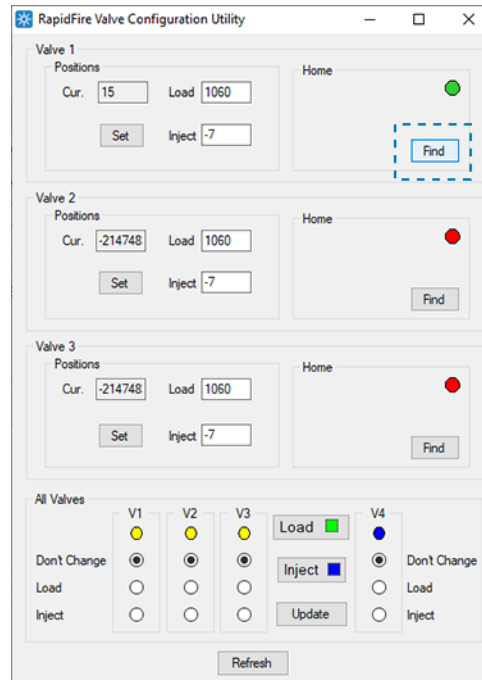 RapidFire Valve Configuration Utility
Valve 1
Positions
Home
Cur. 15 Load 1060
Set Inject -7
Find
Valve 2
Positions
Home
Cur. -214748 Load 1060
Set Inject -7
Find
Valve 3
Positions
Home
Cur. -214748 Load 1060
Set Inject -7
Find
All Valves
V1 V2 V3 V4
Load
Don't Change Don't Change
Inject
Load Load
Inject Update Inject
Refresh